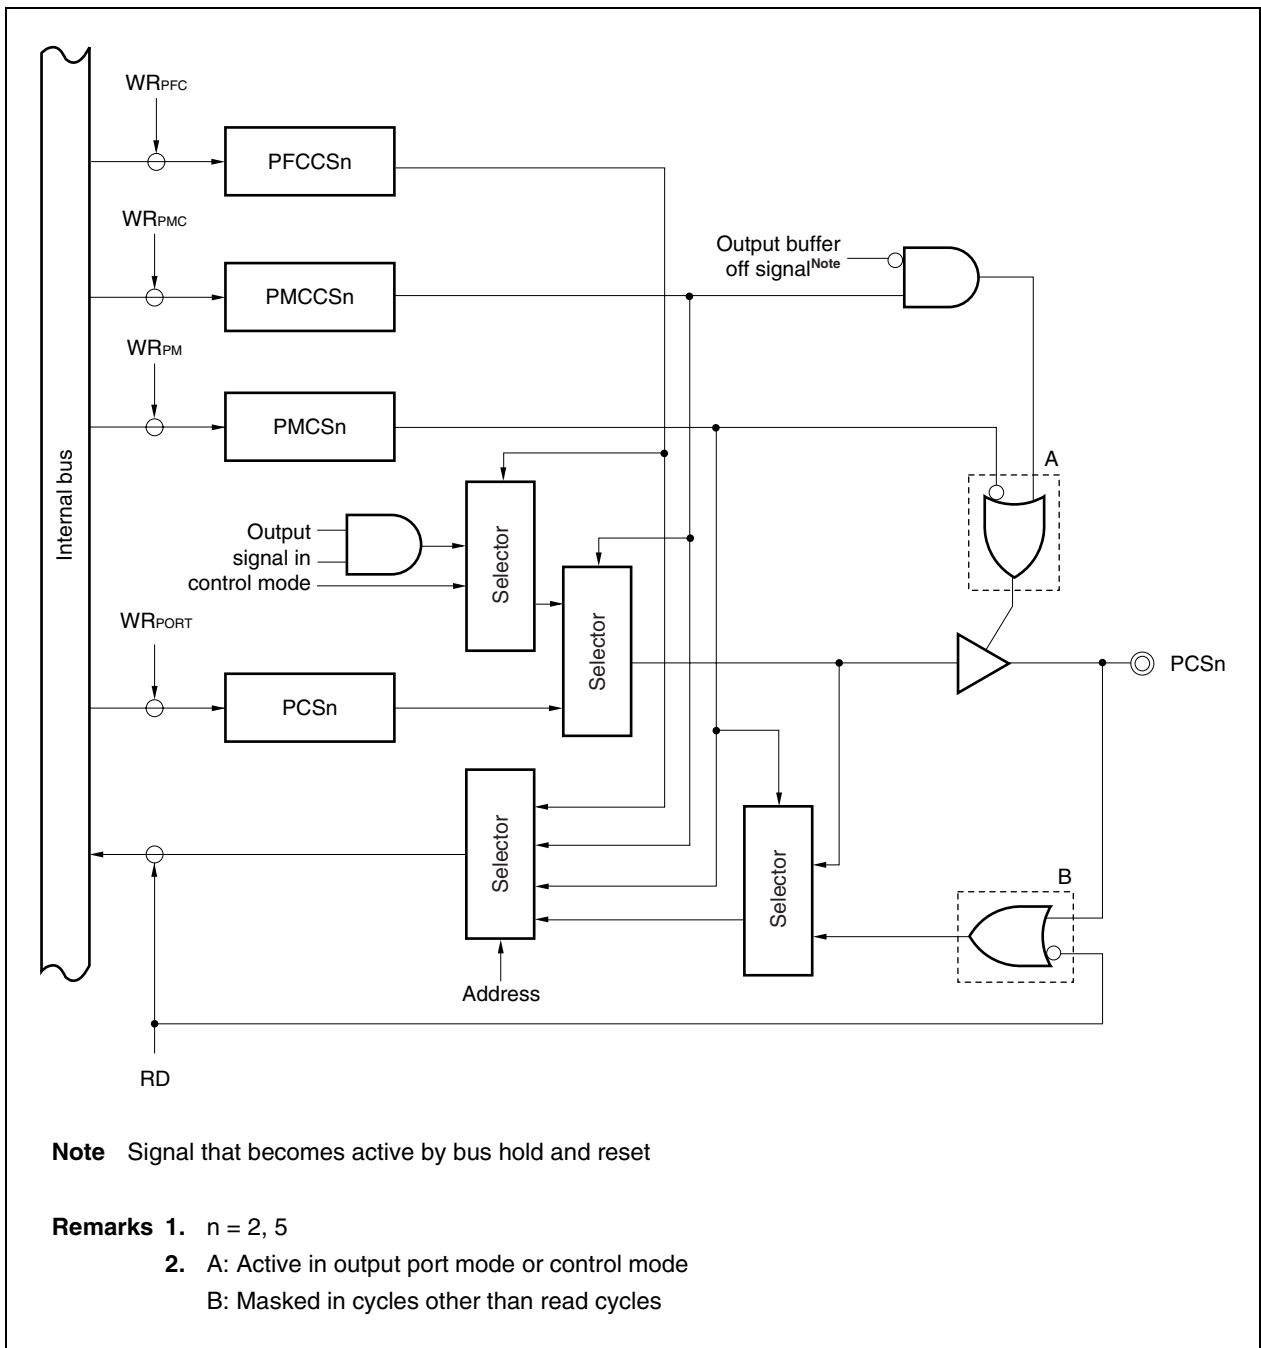 WRPFC
PFCCSn
WRPMC
PMCCSn
Output buffer
off signalNote
WRPM
PMCSn
A
Internal bus
Output
signal in
control mode
Selector
Selector
WRPORT
PCSn
PCSn
Selector
Selector
B
Address
RD
Note Signal that becomes active by bus hold and reset
Remarks 1. n = 2, 5
2. A: Active in output port mode or control mode
B: Masked in cycles other than read cycles